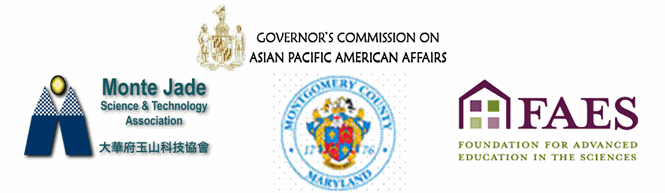 GOVERNOR'S COMMISSION ON
ASIAN PACIFIC AMERICAN AFFAIRS
Monte Jade
Science & Technology
Association
大華府玉山科技協會
MONTGOMERY COUNTY
17 76
MARYLAND
FAES
FOUNDATION FOR ADVANCED
EDUCATION IN THE SCIENCES